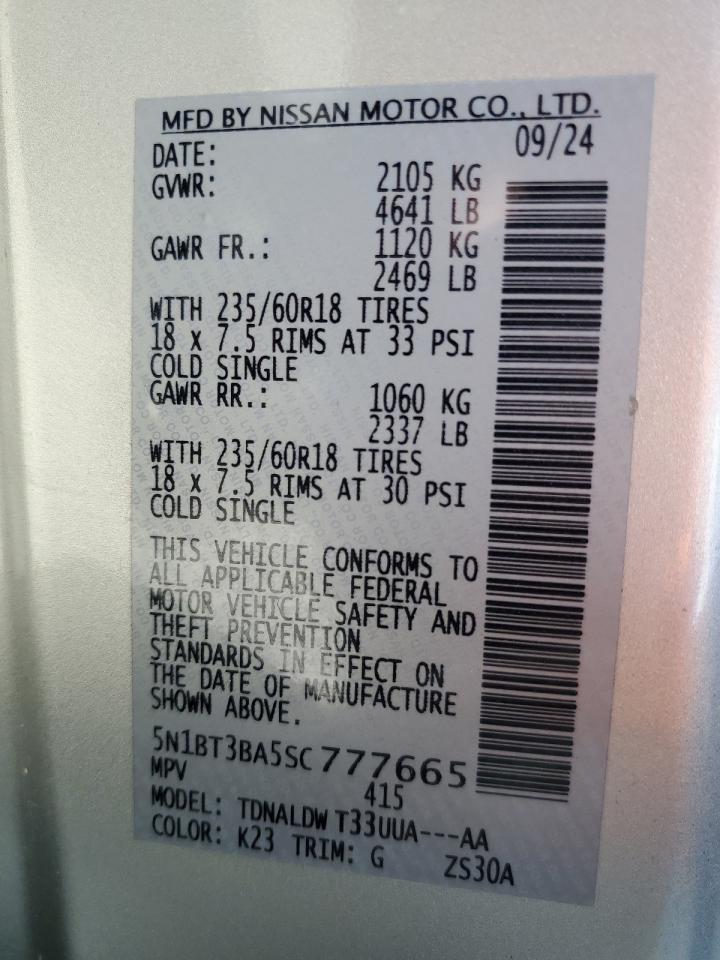 MFD BY NISSAN MOTOR CO., LTD.
DATE: 09/24
GVWR: 2105 KG
4641 LB
GAWR FR.: 1120 KG
2469 LB
WITH 235/60R18 TIRES
18 x 7.5 RIMS AT 33 PSI
COLD SINGLE
GAWR RR.: 1060 KG
2337 LB
WITH 235/60R18 TIRES
18 x 7.5 RIMS AT 30 PSI
COLD SINGLE
THIS VEHICLE CONFORMS TO
ALL APPLICABLE FEDERAL
MOTOR VEHICLE SAFETY AND
THEFT PREVENTION
STANDARDS IN EFFECT ON
THE DATE OF MANUFACTURE
SHOWN ABOVE.
5N1BT3BA5SC777665
MPV 415
MODEL: TDNALDW T33UUA---AA
COLOR: K23 TRIM: G ZS30A